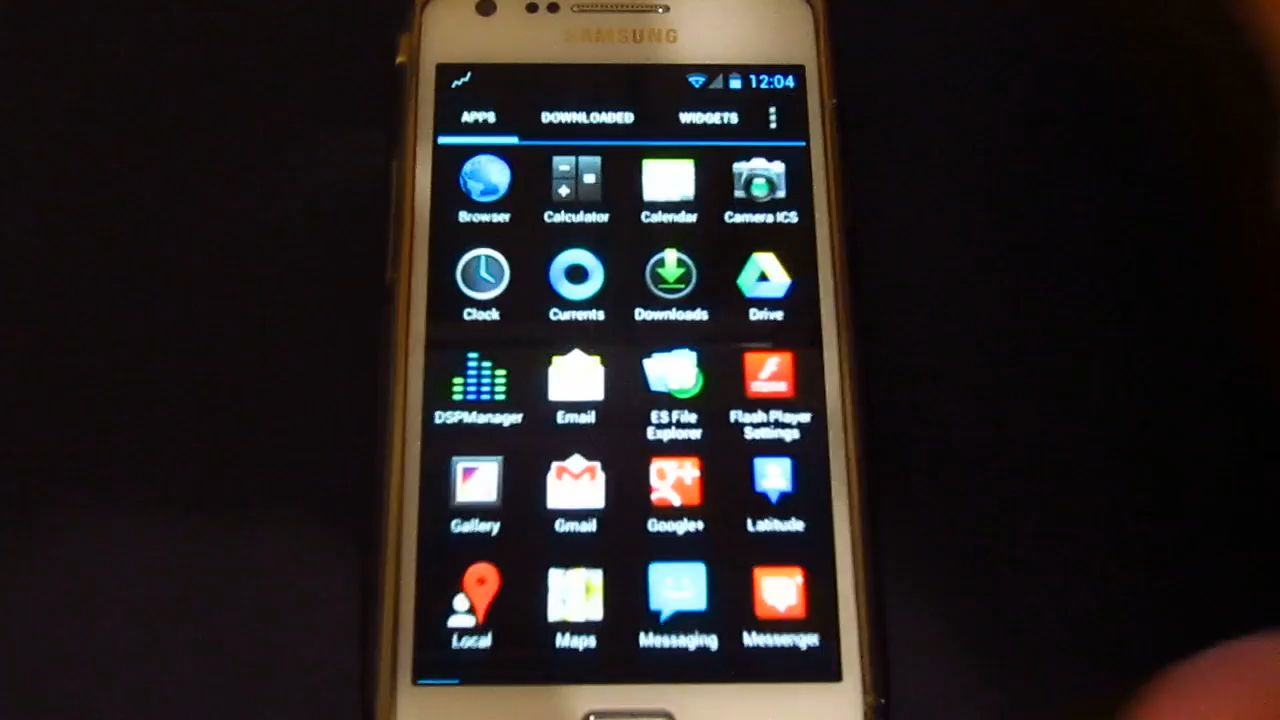 SAMSUNG
12:04
APPS DOWNLOADED WIDGETS
Browser Calculator Calendar Camera ICS
Clock Currents Downloads Drive
DSPManager Email ES File Explorer Flash Player Settings
Gallery Gmail Google+ Latitude
Local Maps Messaging Messenger